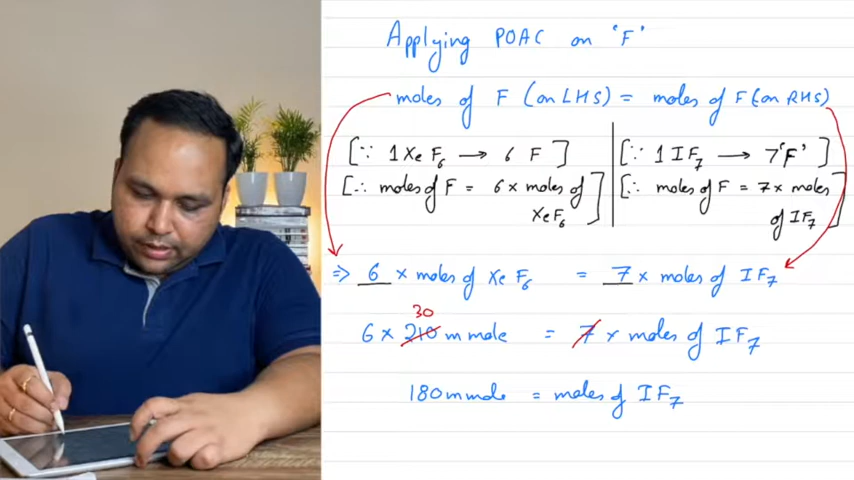 Applying POAC on 'F'
moles of F (on LHS) = moles of F (on RHS)
[∵ 1 XeF₆ → 6 F]
[∴ moles of F = 6 × moles of
XeF₆]
[∵ 1 IF₇ → 7 'F']
[∴ moles of F = 7 × moles
of IF₇]
⇒ 6 × moles of XeF₆ = 7 × moles of IF₇
30
6 × 210 m mole = 7 × moles of IF₇
180 m mole = moles of IF₇